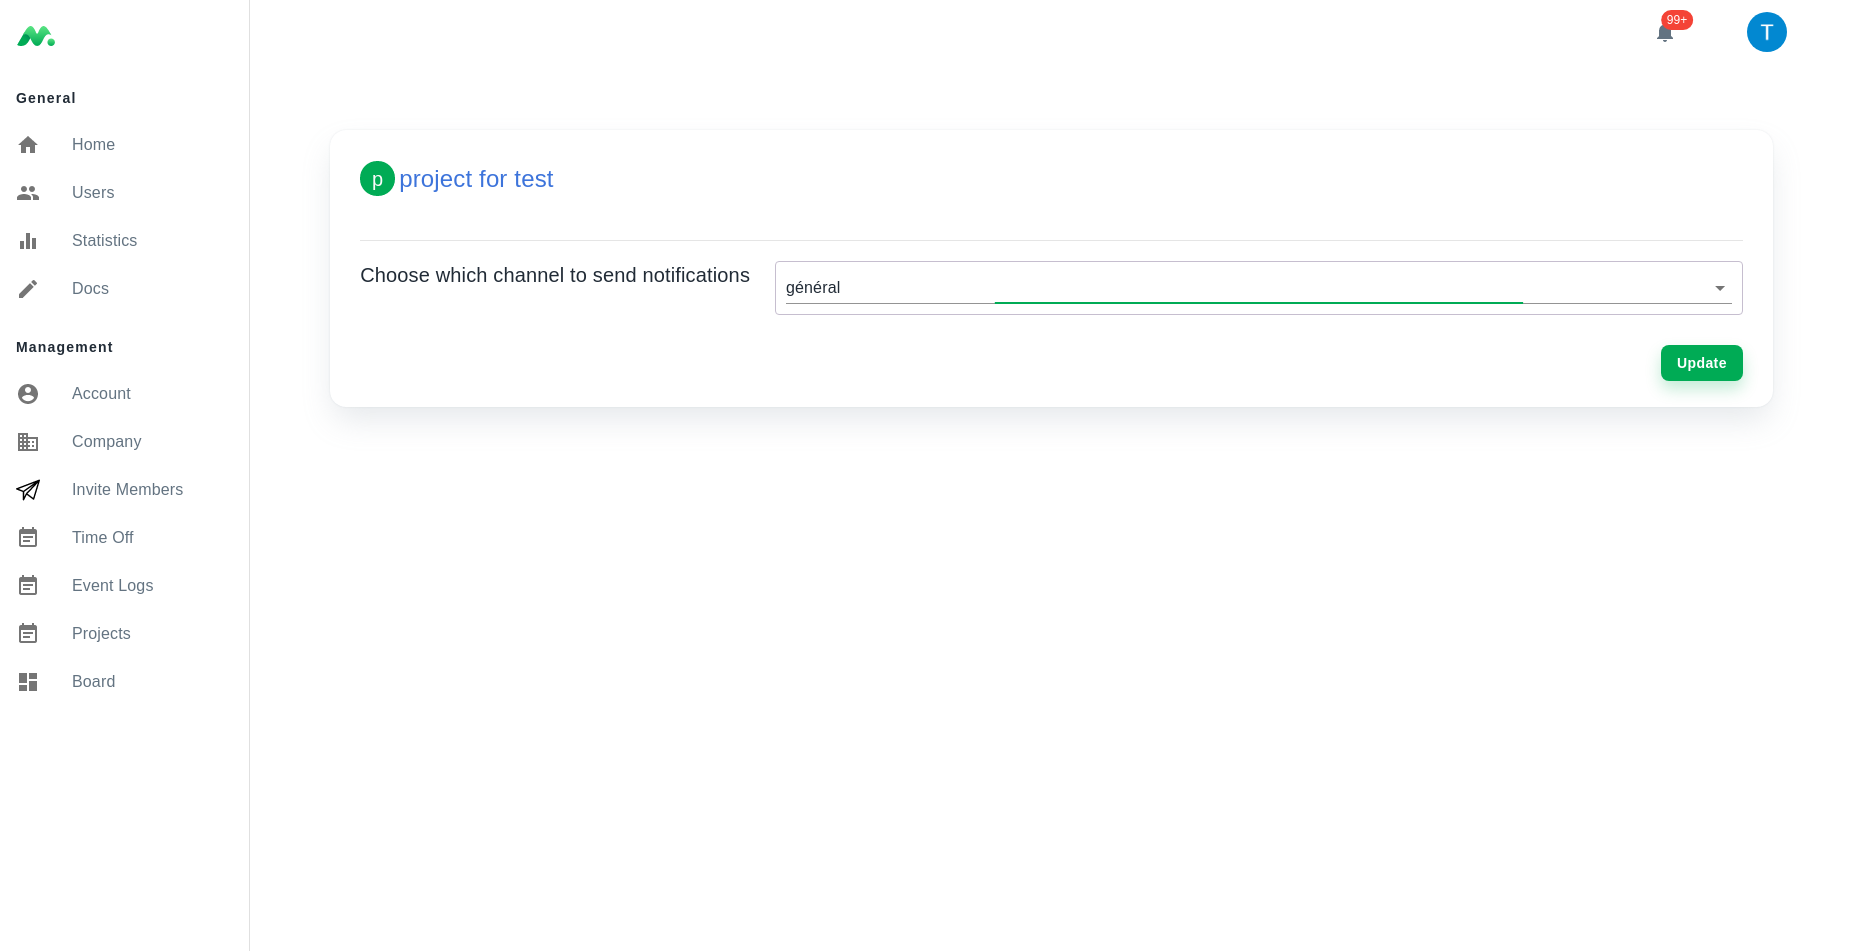 99+
T
General
Home
Users
Statistics
Docs
Management
Account
Company
Invite Members
Time Off
Event Logs
Projects
Board
p project for test
Choose which channel to send notifications
général
Update